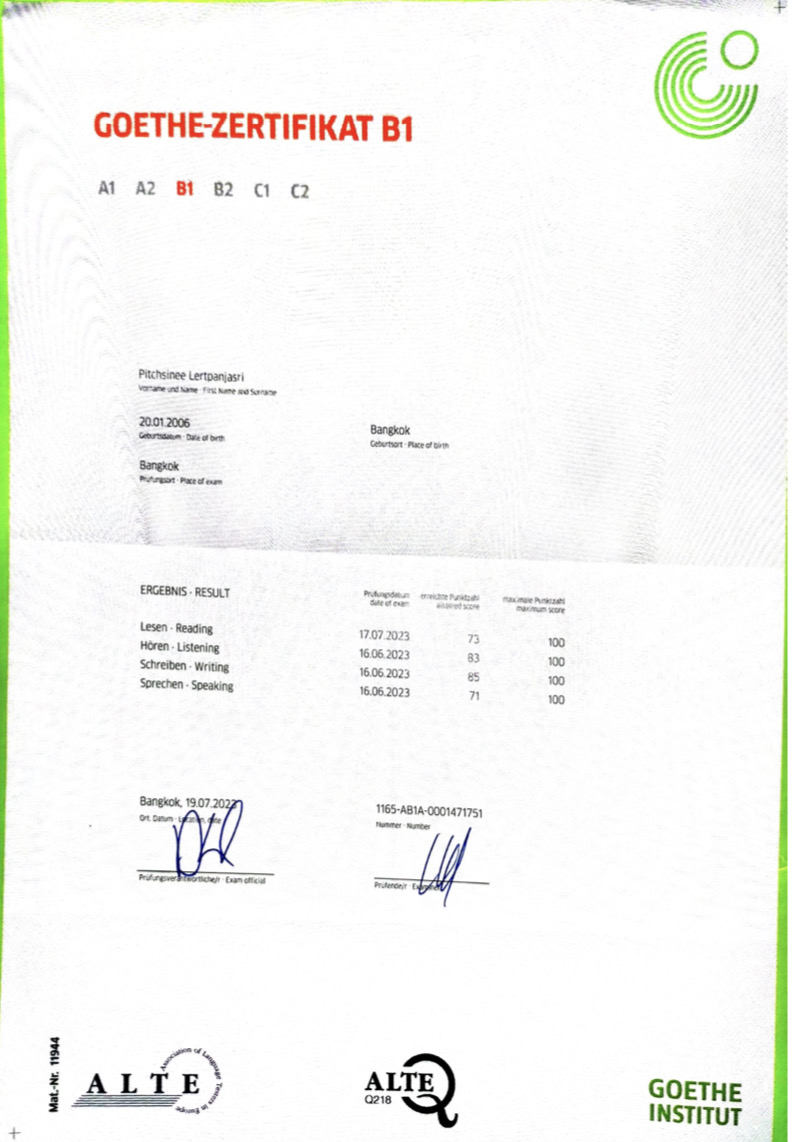 GOETHE-ZERTIFIKAT B1
A1 A2 B1 B2 C1 C2
Pitchsinee Lertpanjasri
Vorname und Name · First Name and Surname
20.01.2006
Geburtsdatum · Date of birth
Bangkok
Geburtsort · Place of birth
Bangkok
Prüfungsort · Place of exam
ERGEBNIS · RESULT
Prüfungsdatum erreichte Punktzahl maximale Punktzahl
date of exam attained score maximum score
Lesen · Reading 17.07.2023 73 100
Hören · Listening 16.06.2023 83 100
Schreiben · Writing 16.06.2023 85 100
Sprechen · Speaking 16.06.2023 71 100
Bangkok, 19.07.2023
Ort, Datum · Location, date
1165-AB1A-0001471751
Nummer · Number
Prüfungsverantwortliche/r · Exam official
Prüfende/r · Examiner
Mat.-Nr. 11944
ALTE
Association of Language Testers in Europe
ALTE
Q218
GOETHE
INSTITUT